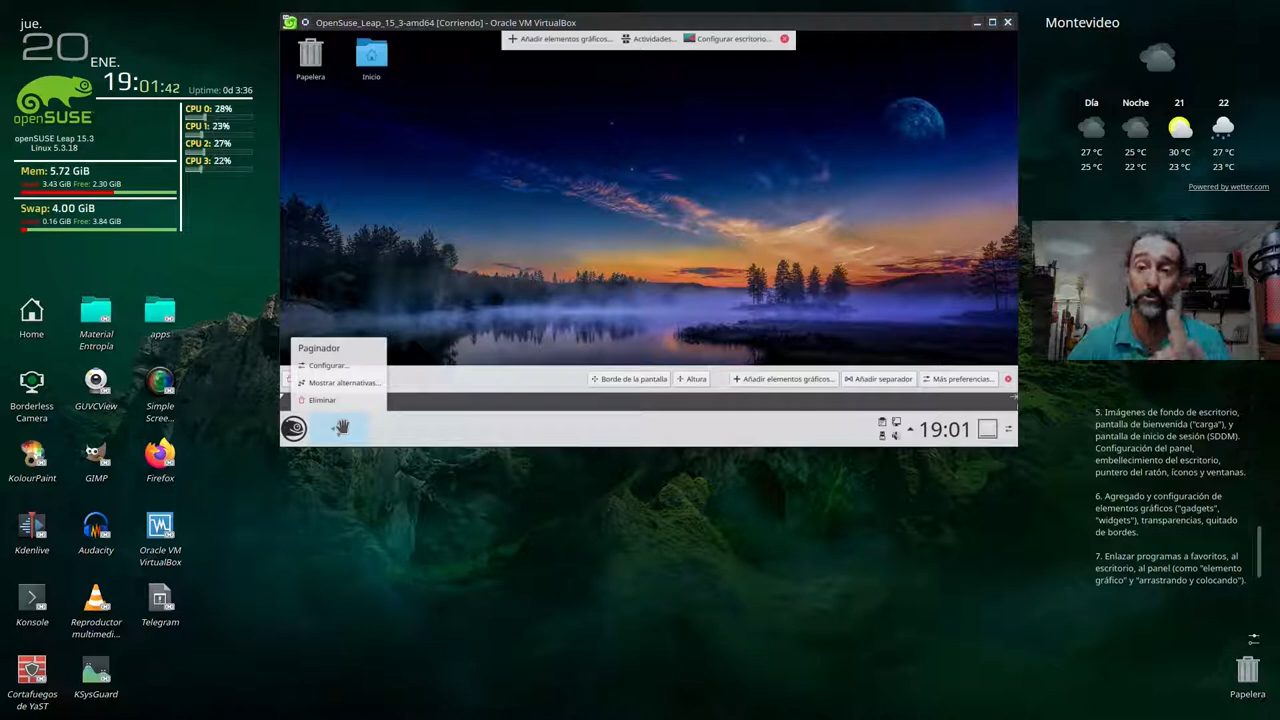 jue.
20
ENE.
19:01:42
Uptime: 0d 3:36
openSUSE
openSUSE Leap 15.3
Linux 5.3.18
CPU 0: 28%
CPU 1: 23%
CPU 2: 27%
CPU 3: 22%
Mem: 5.72 GiB
3.43 GiB Free: 2.30 GiB
Swap: 4.00 GiB
0.16 GiB Free: 3.84 GiB
Home
Material
Entropía
apps
Borderless
Camera
GUVCView
Simple
Scree...
KolourPaint
GIMP
Firefox
Kdenlive
Audacity
Oracle VM
VirtualBox
Konsole
Reproductor
multimedi...
Telegram
Cortafuegos
de YaST
KSysGuard
OpenSuse_Leap_15_3-amd64 [Corriendo] - Oracle VM VirtualBox
Añadir elementos gráficos...
Actividades...
Configurar escritorio...
Papelera
Inicio
Paginador
Configurar...
Mostrar alternativas...
Eliminar
Borde de la pantalla
Altura
Añadir elementos gráficos...
Añadir separador
Más preferencias...
19:01
Montevideo
Día
Noche
21
22
27 °C
25 °C
30 °C
27 °C
25 °C
22 °C
23 °C
23 °C
Powered by wetter.com
5. Imágenes de fondo de escritorio,
pantalla de bienvenida ("carga"), y
pantalla de inicio de sesión (SDDM).
Configuración del panel,
embellecimiento del escritorio,
puntero del ratón, íconos y ventanas.
6. Agregado y configuración de
elementos gráficos ("gadgets",
"widgets"), transparencias, quitado
de bordes.
7. Enlazar programas a favoritos, al
escritorio, al panel (como "elemento
gráfico" y "arrastrando y colocando").
Papelera